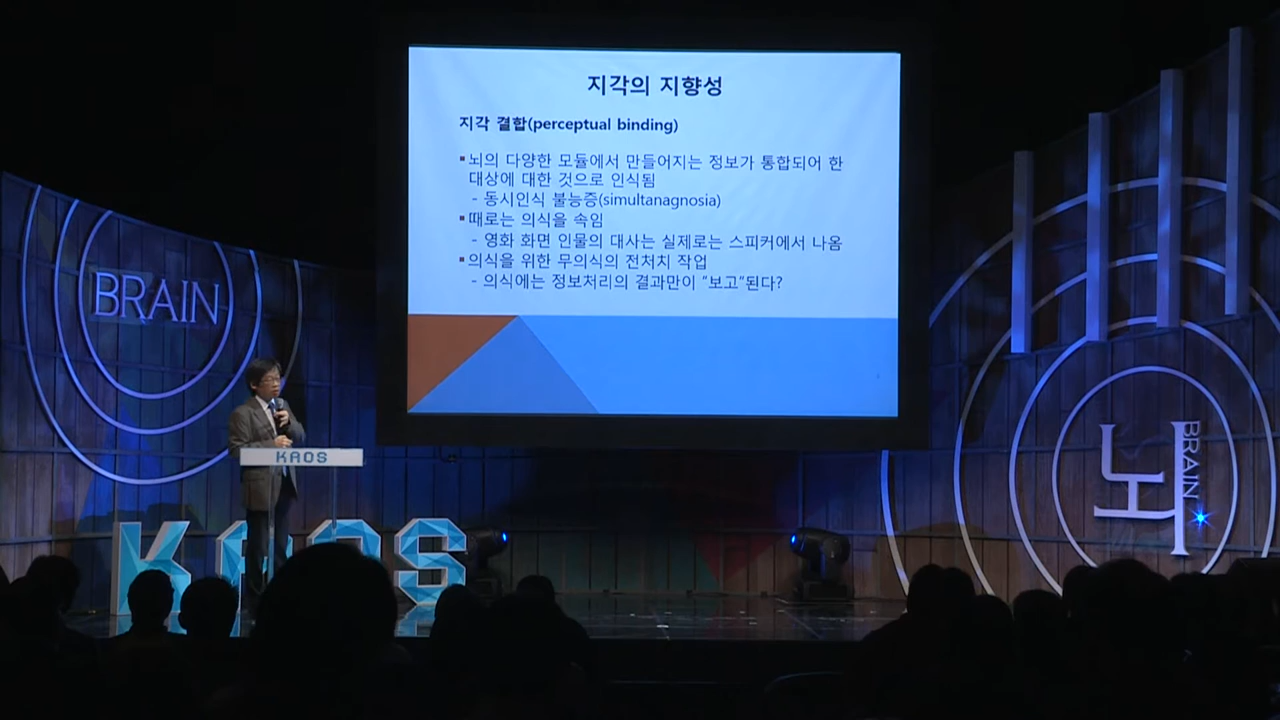 지각의 지향성
지각 결합(perceptual binding)
▪뇌의 다양한 모듈에서 만들어지는 정보가 통합되어 한
대상에 대한 것으로 인식됨
- 동시인식 불능증(simultanagnosia)
▪때로는 의식을 속임
- 영화 화면 인물의 대사는 실제로는 스피커에서 나옴
▪의식을 위한 무의식의 전처치 작업
- 의식에는 정보처리의 결과만이 “보고”된다?
BRAIN
KAOS
KAOS
뇌
BRAIN